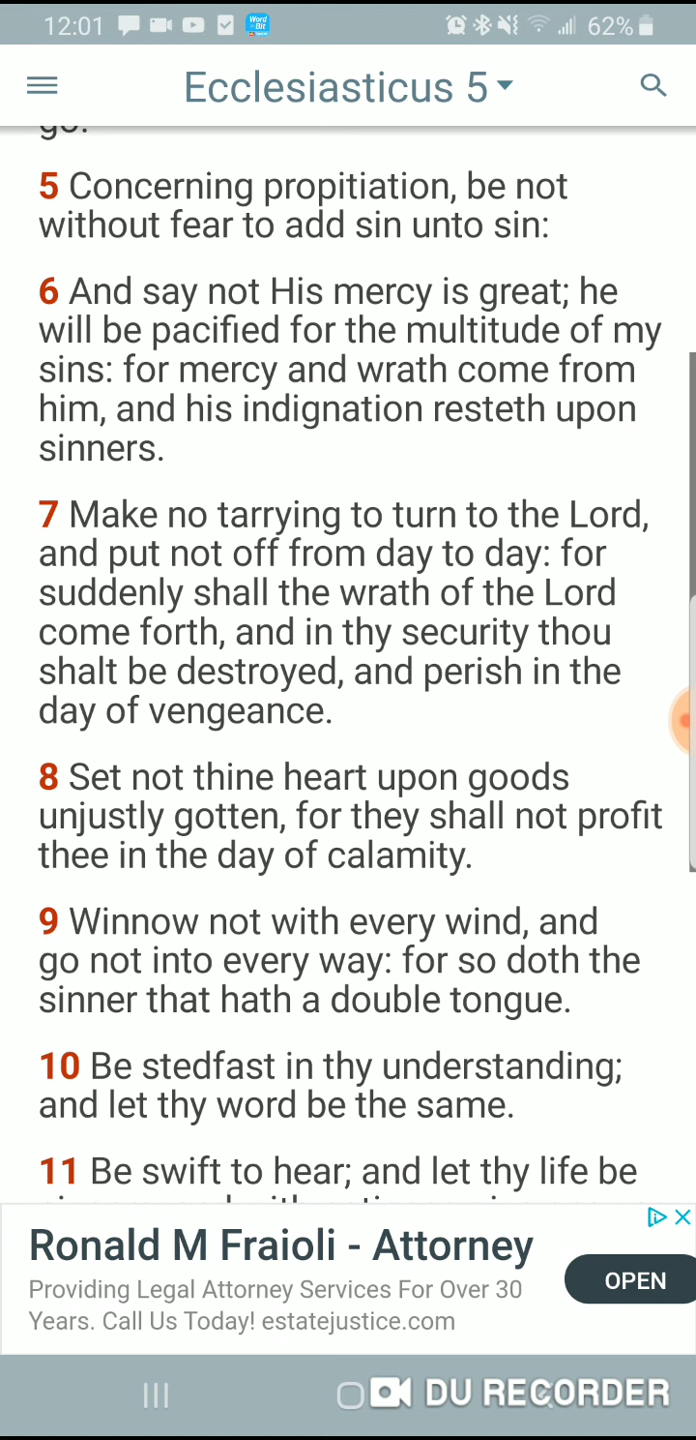 12:01
Word
Bit
62%
Ecclesiasticus 5
go.
5 Concerning propitiation, be not
without fear to add sin unto sin:
6 And say not His mercy is great; he
will be pacified for the multitude of my
sins: for mercy and wrath come from
him, and his indignation resteth upon
sinners.
7 Make no tarrying to turn to the Lord,
and put not off from day to day: for
suddenly shall the wrath of the Lord
come forth, and in thy security thou
shalt be destroyed, and perish in the
day of vengeance.
8 Set not thine heart upon goods
unjustly gotten, for they shall not profit
thee in the day of calamity.
9 Winnow not with every wind, and
go not into every way: for so doth the
sinner that hath a double tongue.
10 Be stedfast in thy understanding;
and let thy word be the same.
11 Be swift to hear; and let thy life be
Ronald M Fraioli - Attorney
Providing Legal Attorney Services For Over 30
Years. Call Us Today! estatejustice.com
OPEN
DU RECORDER